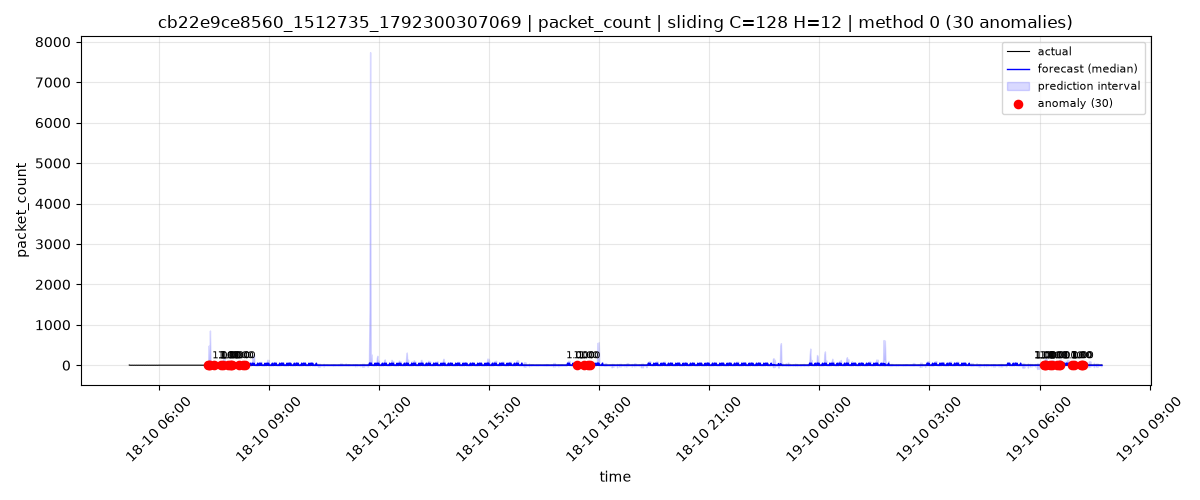 cb22e9ce8560_1512735_1792300307069 | packet_count | sliding C=128 H=12 | method 0 (30 anomalies)
packet_count
8000
7000
6000
5000
4000
3000
2000
1000
0
actual
forecast (median)
prediction interval
anomaly (30)
18-10 06:00
18-10 09:00
18-10 12:00
18-10 15:00
18-10 18:00
18-10 21:00
19-10 00:00
19-10 03:00
19-10 06:00
19-10 09:00
time